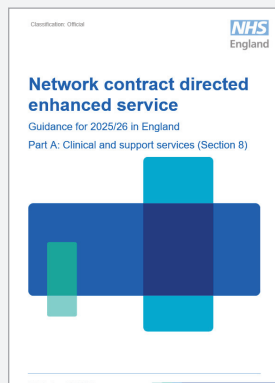 Classification: Official
NHS
England
Network contract directed
enhanced service
Guidance for 2025/26 in England
Part A: Clinical and support services (Section 8)